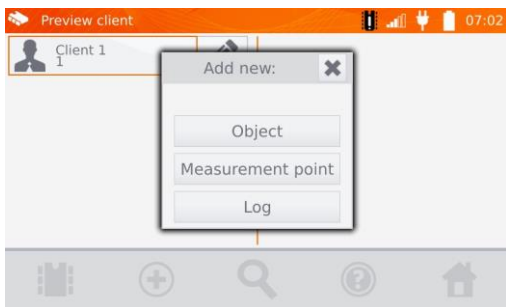 Preview client
07:02
Client 1
1
Add new:
Object
Measurement point
Log